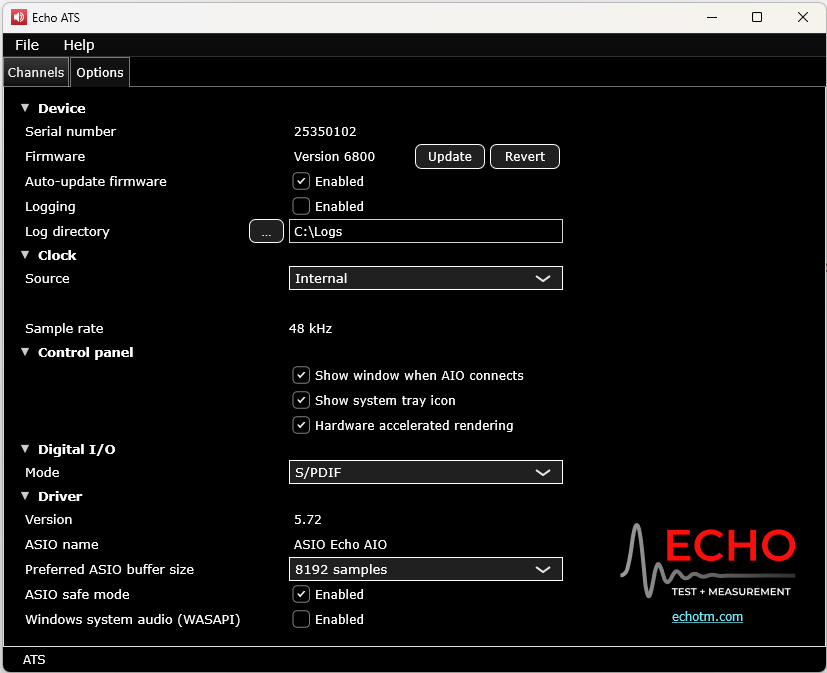 Echo ATS
File Help
Channels Options
Device
Serial number 25350102
Firmware Version 6800 Update Revert
Auto-update firmware Enabled
Logging Enabled
Log directory ... C:\Logs
Clock
Source Internal
Sample rate 48 kHz
Control panel
Show window when AIO connects
Show system tray icon
Hardware accelerated rendering
Digital I/O
Mode S/PDIF
Driver
Version 5.72
ASIO name ASIO Echo AIO
Preferred ASIO buffer size 8192 samples
ASIO safe mode Enabled
Windows system audio (WASAPI) Enabled
ECHO
TEST + MEASUREMENT
echotm.com
ATS